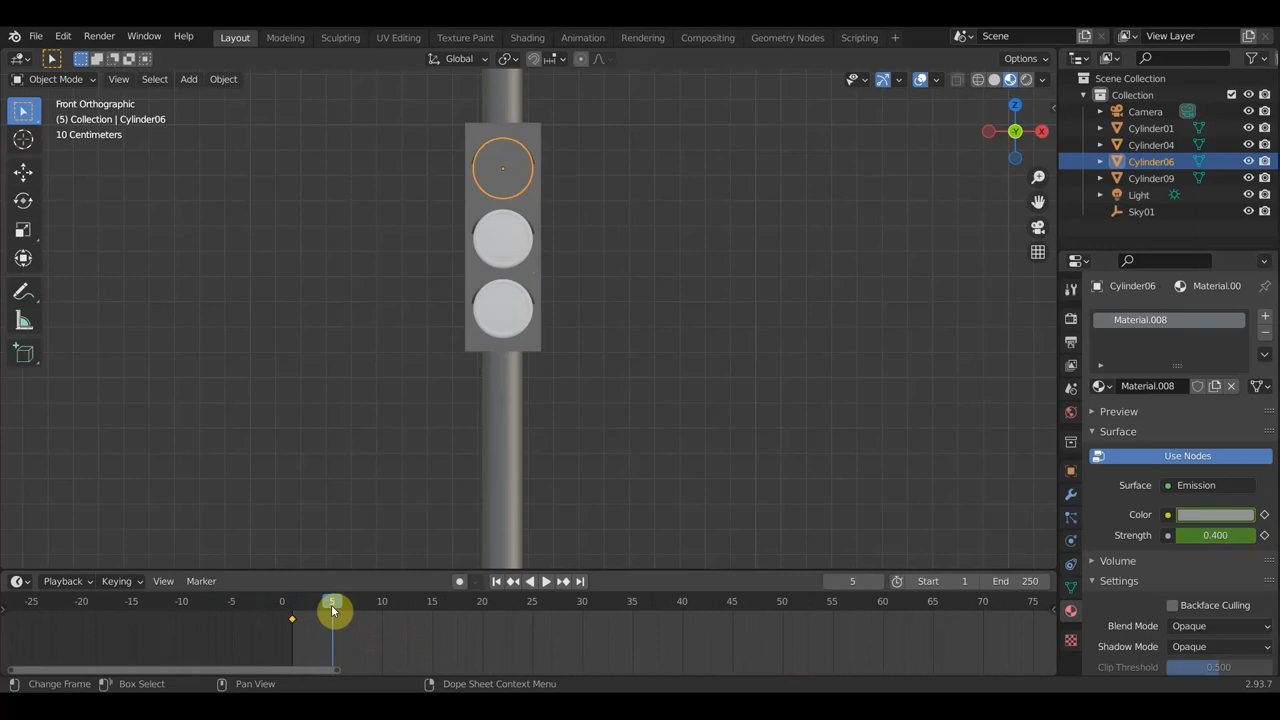 File Edit Render Window Help Layout Modeling Sculpting UV Editing Texture Paint Shading Animation Rendering Compositing Geometry Nodes Scripting + Scene View Layer
Global Options
Object Mode View Select Add Object
Front Orthographic
(5) Collection | Cylinder06
10 Centimeters
Z
Y
X
Scene Collection
Collection
Camera
Cylinder01
Cylinder04
Cylinder06
Cylinder09
Light
Sky01
Cylinder06 Material.00
Material.008
Material.008
Preview
Surface
Use Nodes
Surface Emission
Color
Strength 0.400
Volume
Settings
Backface Culling
Blend Mode Opaque
Shadow Mode Opaque
Clip Threshold 0.500
Playback Keying View Marker 5 Start 1 End 250
-25 -20 -15 -10 -5 0 5 10 15 20 25 30 35 40 45 50 55 60 65 70 75
Change Frame Box Select Pan View Dope Sheet Context Menu 2.93.7